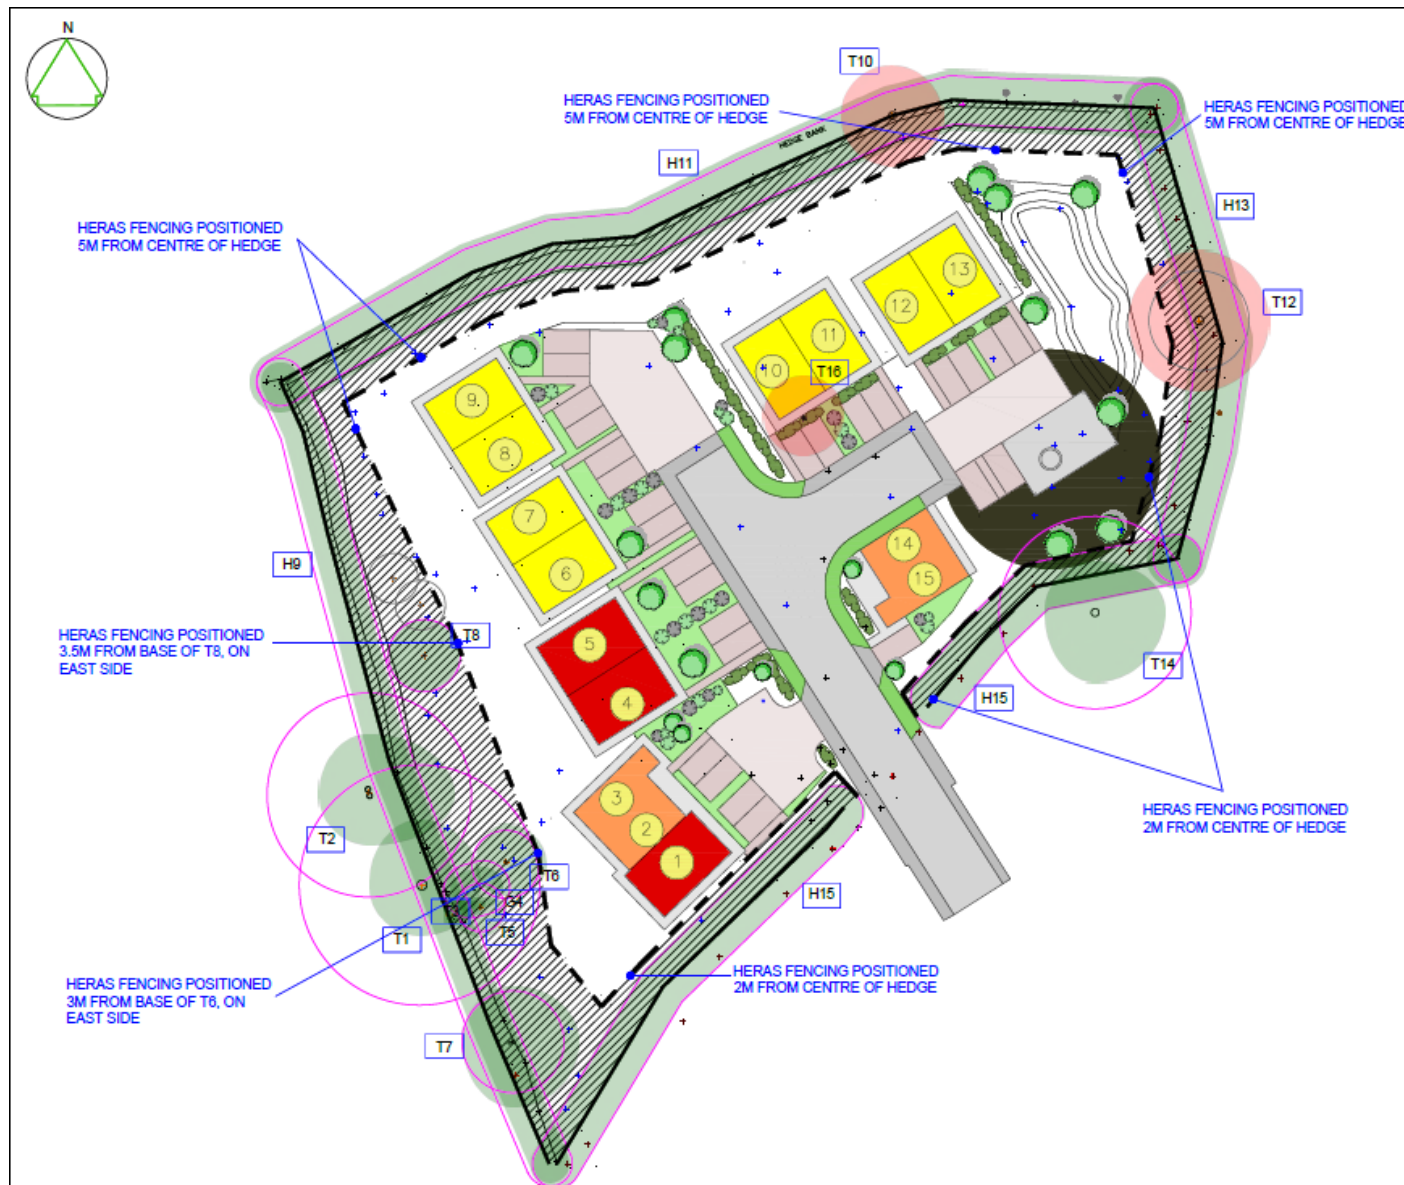 N
T10
HERAS FENCING POSITIONED
5M FROM CENTRE OF HEDGE
HERAS FENCING POSITIONED
5M FROM CENTRE OF HEDGE
HEDGE BANK
H11
H13
HERAS FENCING POSITIONED
5M FROM CENTRE OF HEDGE
13
12
T12
11
10
T16
9
8
7
6
14
15
H9
HERAS FENCING POSITIONED
3.5M FROM BASE OF T8, ON
EAST SIDE
T8
5
4
T14
H15
3
2
1
HERAS FENCING POSITIONED
2M FROM CENTRE OF HEDGE
T2
T6
G4
H15
T5
T1
HERAS FENCING POSITIONED
2M FROM CENTRE OF HEDGE
HERAS FENCING POSITIONED
3M FROM BASE OF T6, ON
EAST SIDE
T7